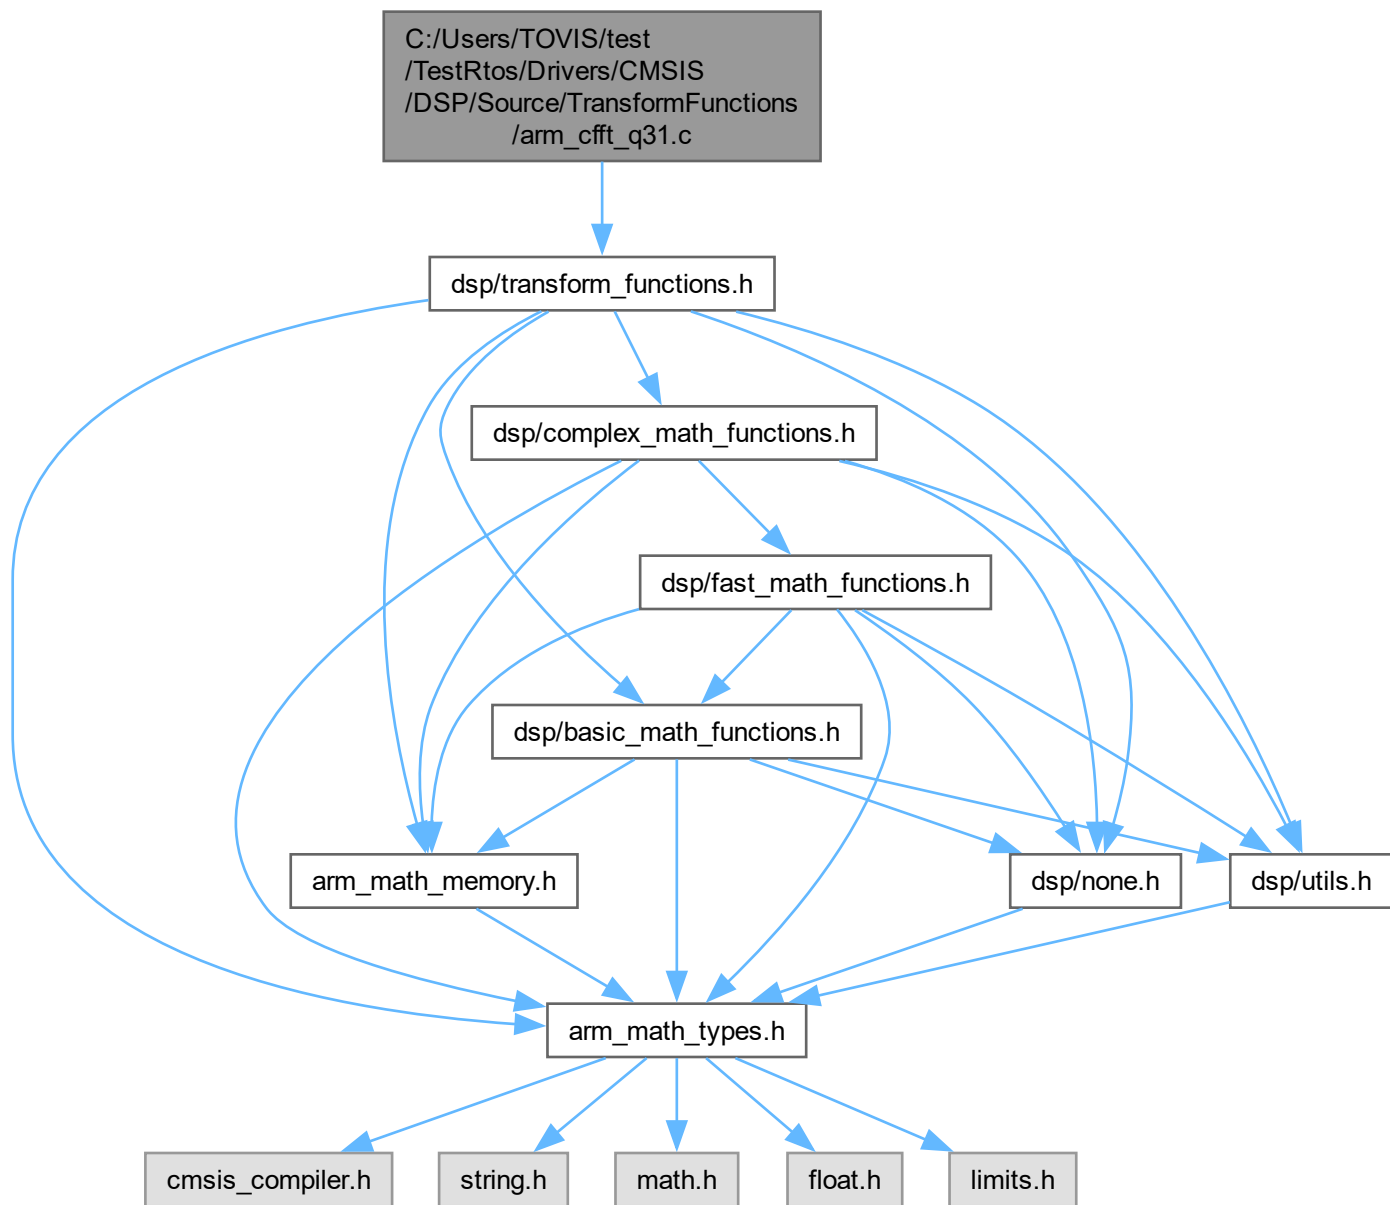 C:/Users/TOVIS/test
/TestRtos/Drivers/CMSIS
/DSP/Source/TransformFunctions
/arm_cfft_q31.c
dsp/transform_functions.h
dsp/complex_math_functions.h
dsp/fast_math_functions.h
dsp/basic_math_functions.h
arm_math_memory.h
dsp/none.h
dsp/utils.h
arm_math_types.h
cmsis_compiler.h
string.h
math.h
float.h
limits.h